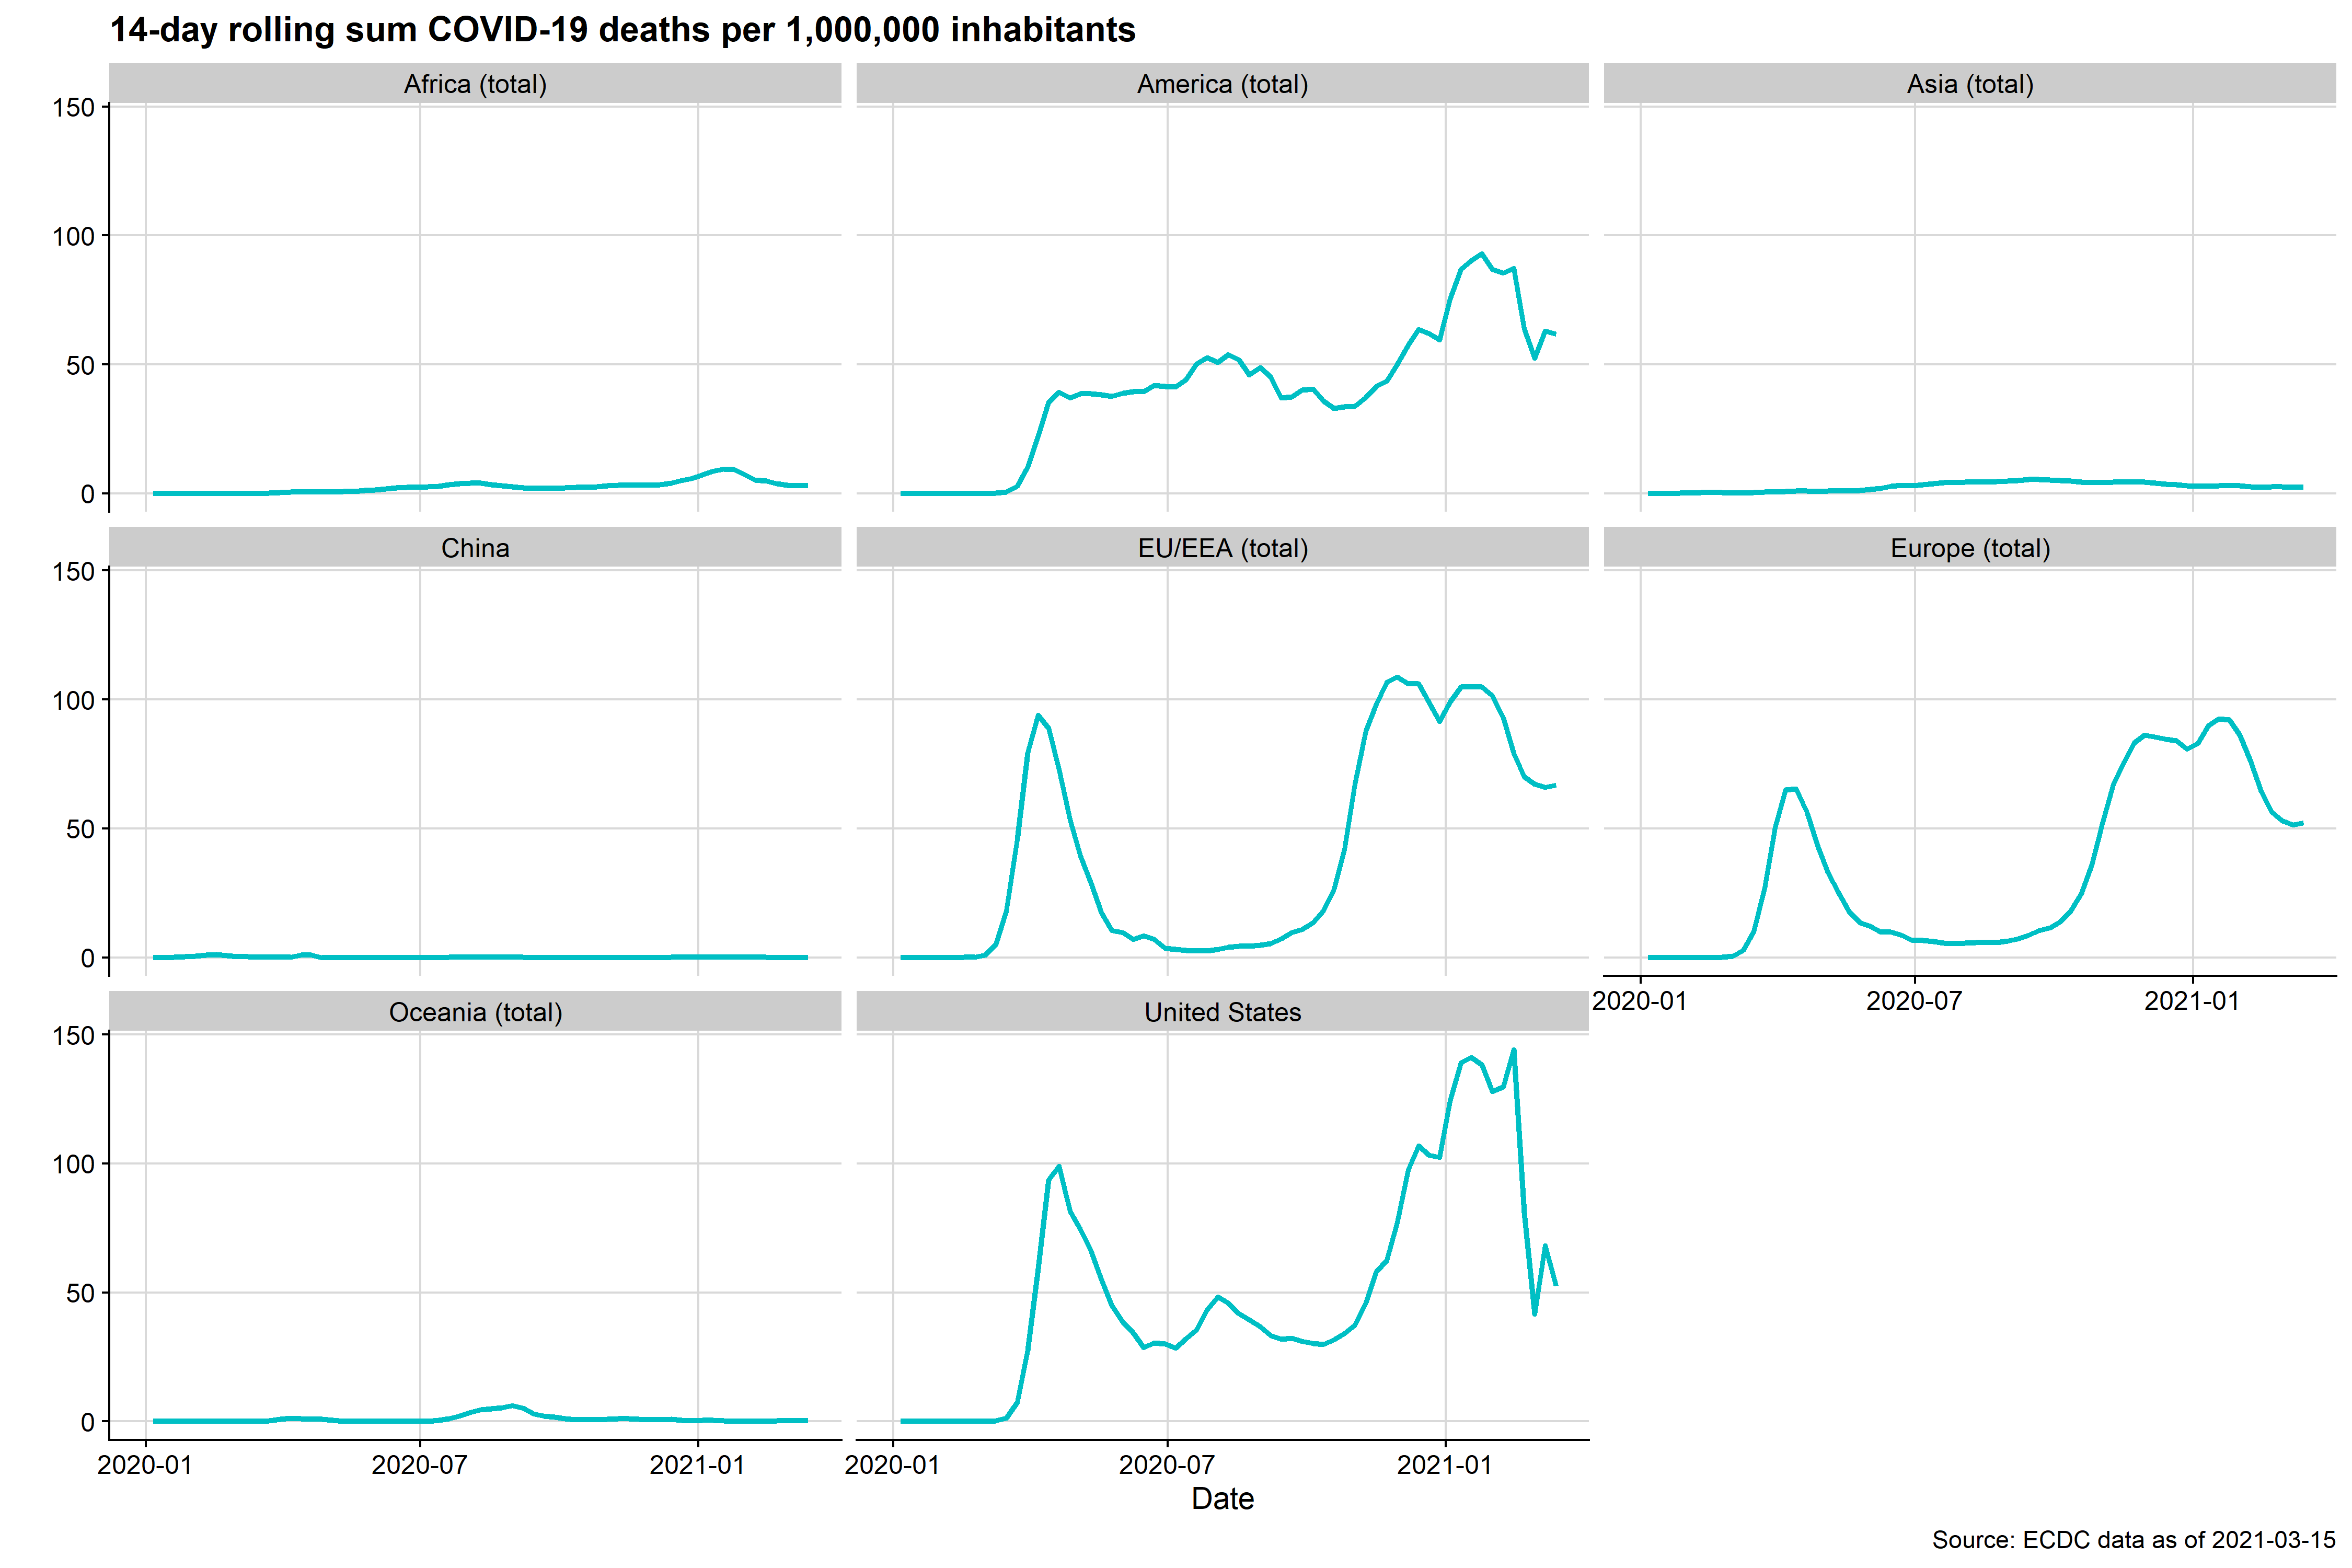 14-day rolling sum COVID-19 deaths per 1,000,000 inhabitants
Africa (total)
America (total)
Asia (total)
150
100
50
0
China
EU/EEA (total)
Europe (total)
150
100
50
0
2020-01
2020-07
2021-01
Oceania (total)
United States
150
100
50
0
2020-01
2020-07
2021-01
2020-01
2020-07
2021-01
Date
Source: ECDC data as of 2021-03-15